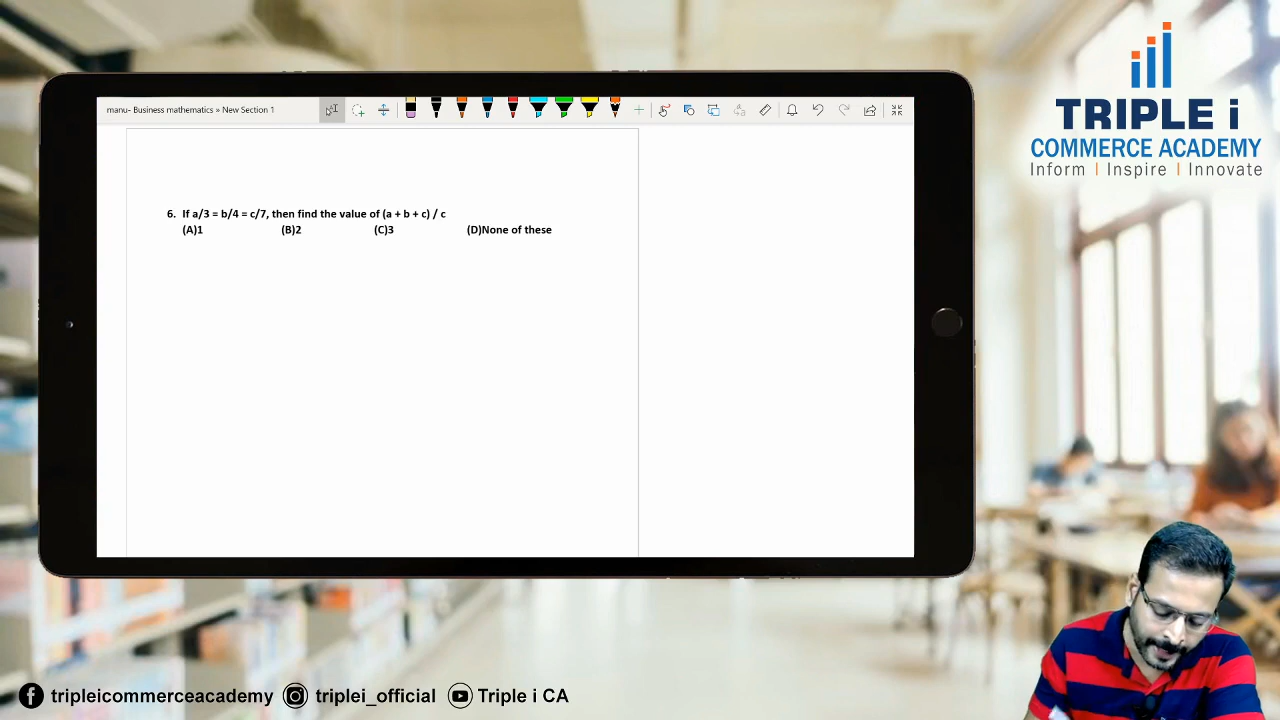 manu- Business mathematics » New Section 1
TRIPLE i
COMMERCE ACADEMY
Inform | Inspire | Innovate
6. If a/3 = b/4 = c/7, then find the value of (a + b + c) / c
(A)1 (B)2 (C)3 (D)None of these
tripleicommerceacademy triplei_official Triple i CA